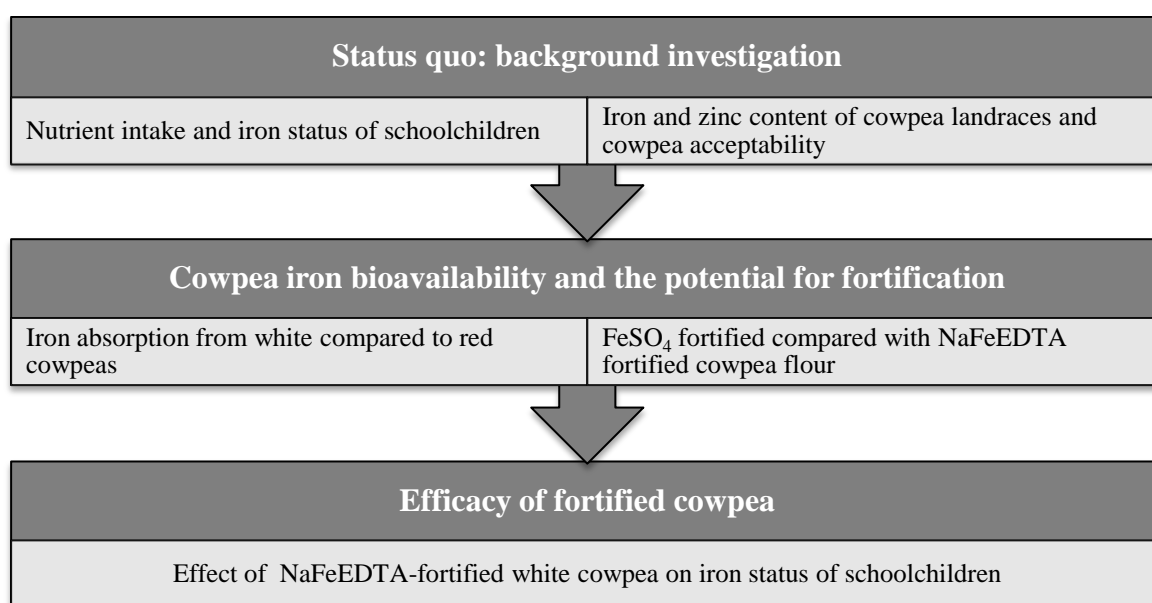 Status quo: background investigation
Nutrient intake and iron status of schoolchildren
Iron and zinc content of cowpea landraces and
cowpea acceptability
Cowpea iron bioavailability and the potential for fortification
Iron absorption from white compared to red
cowpeas
FeSO₄ fortified compared with NaFeEDTA
fortified cowpea flour
Efficacy of fortified cowpea
Effect of NaFeEDTA-fortified white cowpea on iron status of schoolchildren